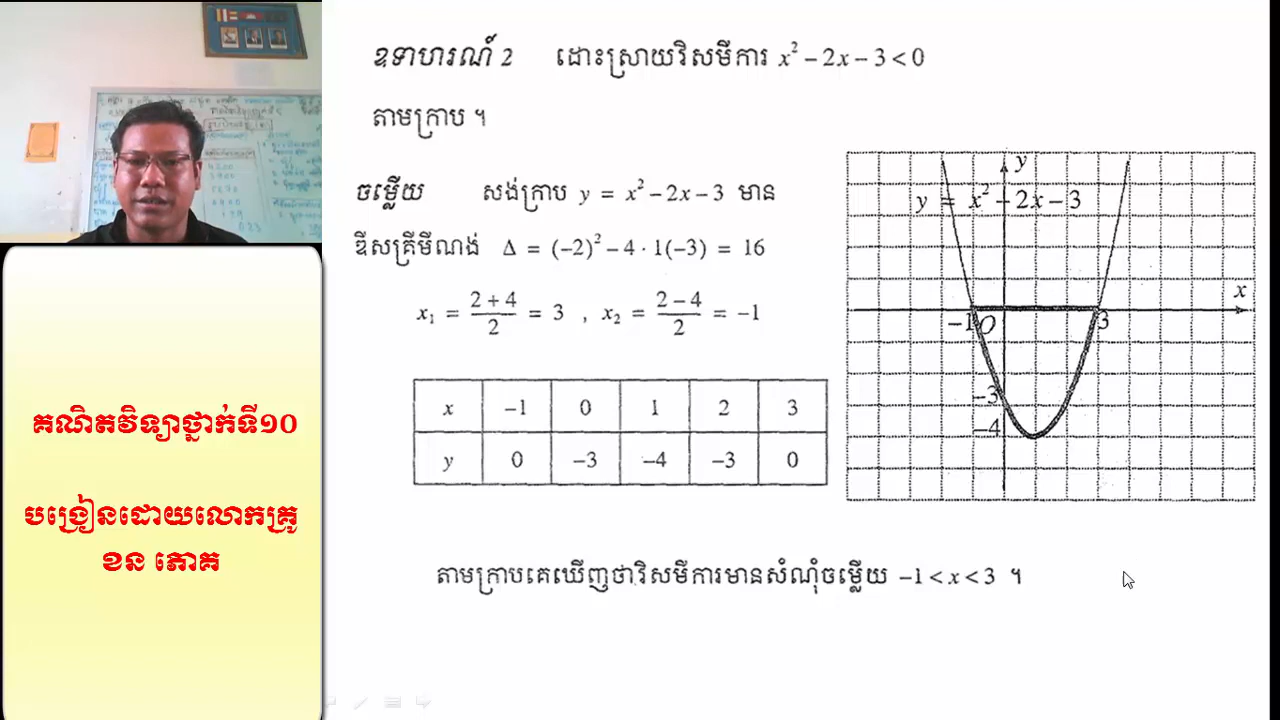 ឧទាហរណ៍ 2 ដោះស្រាយវិសមីការ x² − 2x − 3 < 0
តាមក្រាប ។
ចម្លើយ សង់ក្រាប y = x² − 2x − 3 មាន
ឌីសគ្រីមីណង់ Δ = (−2)² − 4 · 1(−3) = 16
x₁ = (2 + 4)/2 = 3 , x₂ = (2 − 4)/2 = −1
x −1 0 1 2 3
y 0 −3 −4 −3 0
តាមក្រាបគេឃើញថាវិសមីការមានសំណុំចម្លើយ −1 < x < 3 ។
y
y = x² − 2x − 3
x
−1 O 3
−3
−4
គណិតវិទ្យាថ្នាក់ទី១០
បង្រៀនដោយលោកគ្រូ
ខន ភោគ